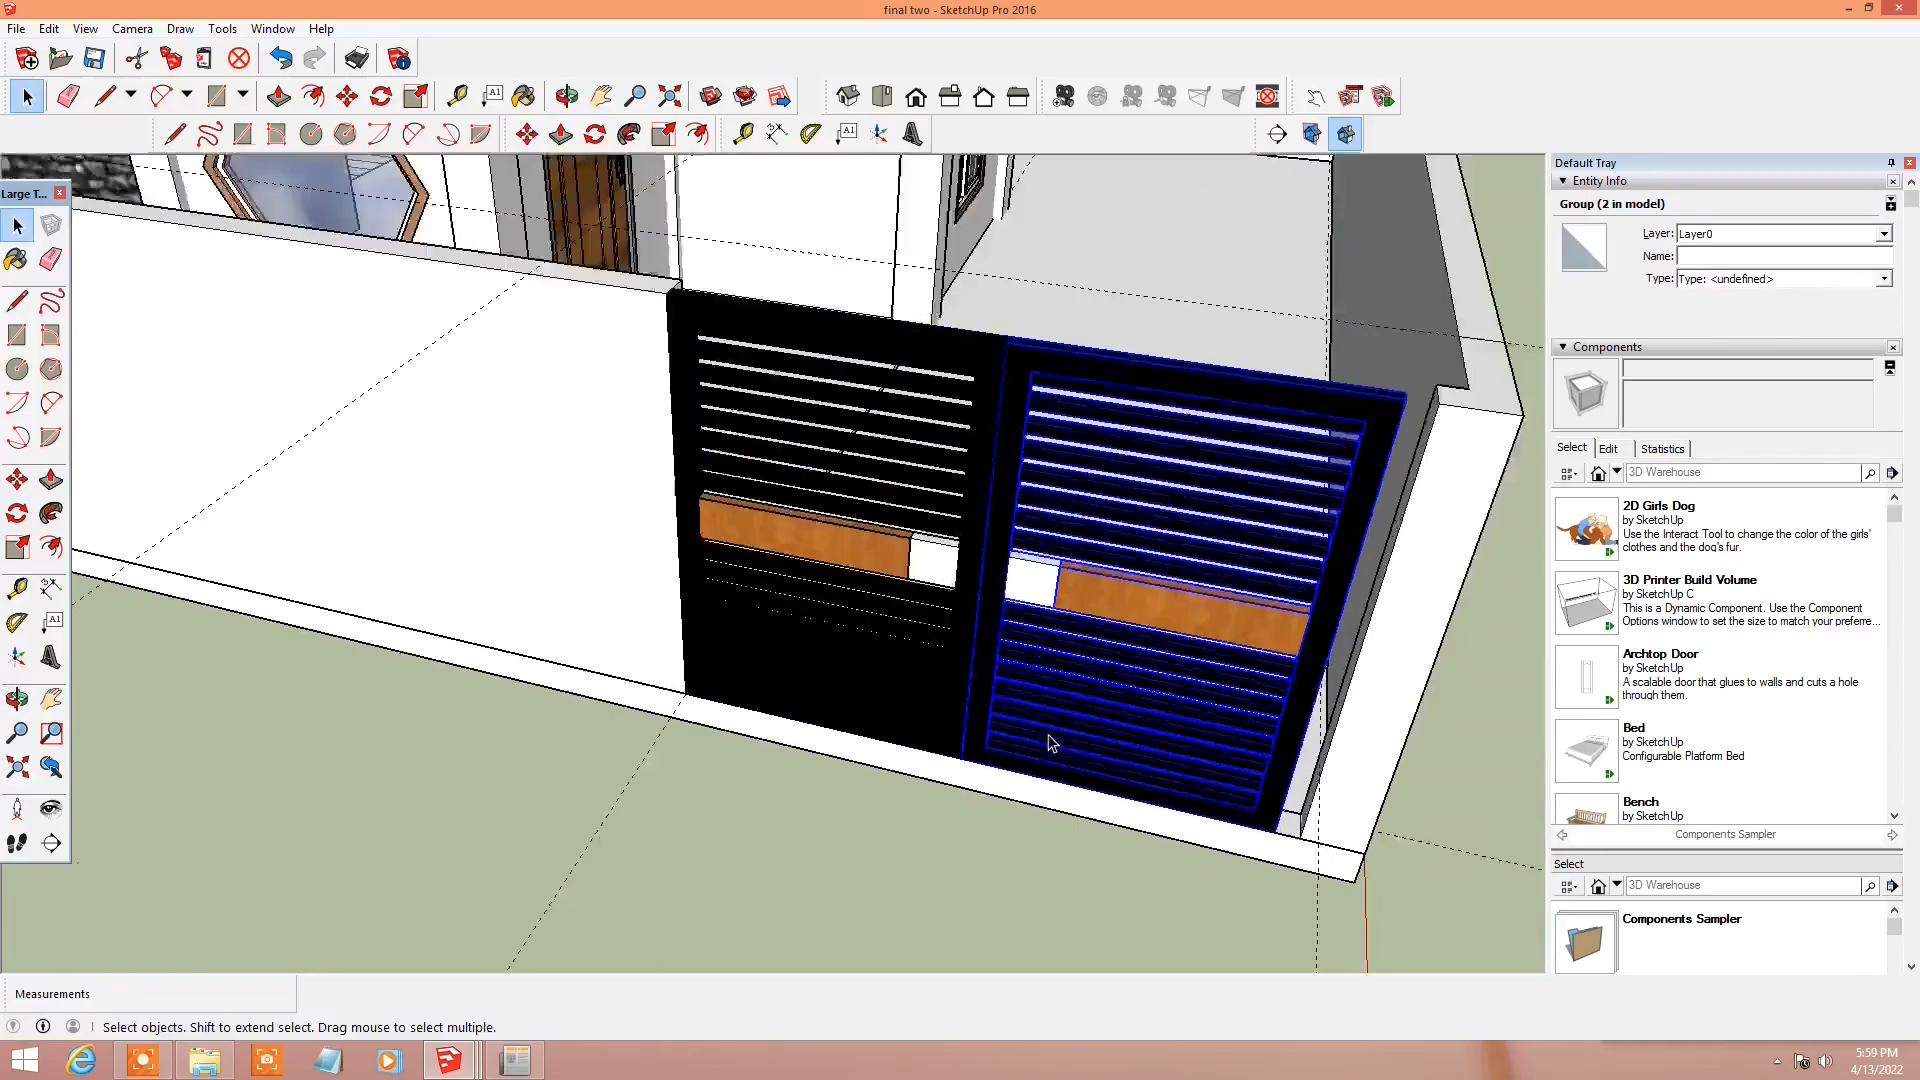 final two - SketchUp Pro 2016
File Edit View Camera Draw Tools Window Help
A1
A1
Large T...
A1
Default Tray
Entity Info
Group (2 in model)
Layer: Layer0
Name:
Type: Type: <undefined>
Components
Select Edit Statistics
3D Warehouse
2D Girls Dog
by SketchUp
Use the Interact Tool to change the color of the girls'
clothes and the dog's fur.
3D Printer Build Volume
by SketchUp C
This is a Dynamic Component. Use the Component
Options window to set the size to match your preferre...
Archtop Door
by SketchUp
A scalable door that glues to walls and cuts a hole
through them.
Bed
by SketchUp
Configurable Platform Bed
Bench
by SketchUp
Components Sampler
Select
3D Warehouse
Components Sampler
Measurements
Select objects. Shift to extend select. Drag mouse to select multiple.
5:59 PM
4/13/2022